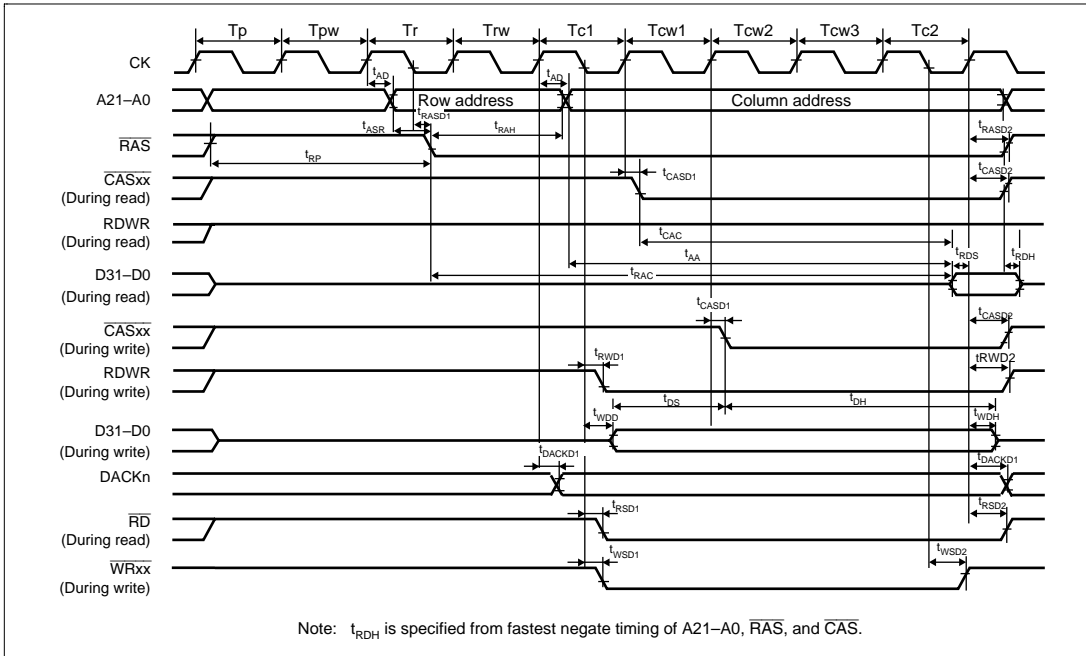 Tp Tpw Tr Trw Tc1 Tcw1 Tcw2 Tcw3 Tc2
CK
tAD tAD
A21–A0 Row address Column address
tRASD1
tASR tRAH tRASD2
RAS
tRP
CASxx tCASD1 tCASD2
(During read)
RDWR
(During read)
tCAC
tAA tRDS tRDH
D31–D0 tRAC
(During read)
tCASD1 tCASD2
CASxx
(During write)
RDWR tRWD1 tRWD2
(During write)
tDS tDH
tWDD tWDH
D31–D0
(During write)
tDACKD1 tDACKD1
DACKn
RD tRSD1 tRSD2
(During read)
WRxx tWSD1 tWSD2
(During write)
Note: tRDH is specified from fastest negate timing of A21–A0, RAS, and CAS.